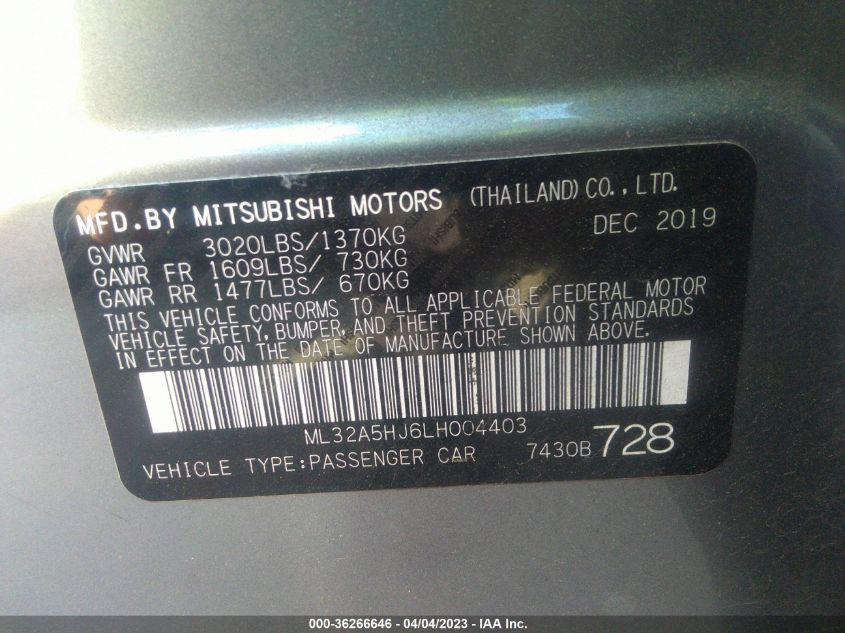 MFD.BY MITSUBISHI MOTORS (THAILAND) CO.,LTD.
DEC 2019
GVWR 3020LBS/1370KG
GAWR FR 1609LBS/ 730KG
GAWR RR 1477LBS/ 670KG
THIS VEHICLE CONFORMS TO ALL APPLICABLE FEDERAL MOTOR
VEHICLE SAFETY, BUMPER, AND THEFT PREVENTION STANDARDS
IN EFFECT ON THE DATE OF MANUFACTURE SHOWN ABOVE.
ML32A5HJ6LH004403
VEHICLE TYPE:PASSENGER CAR 7430B 728
000-36266646 - 04/04/2023 - IAA Inc.